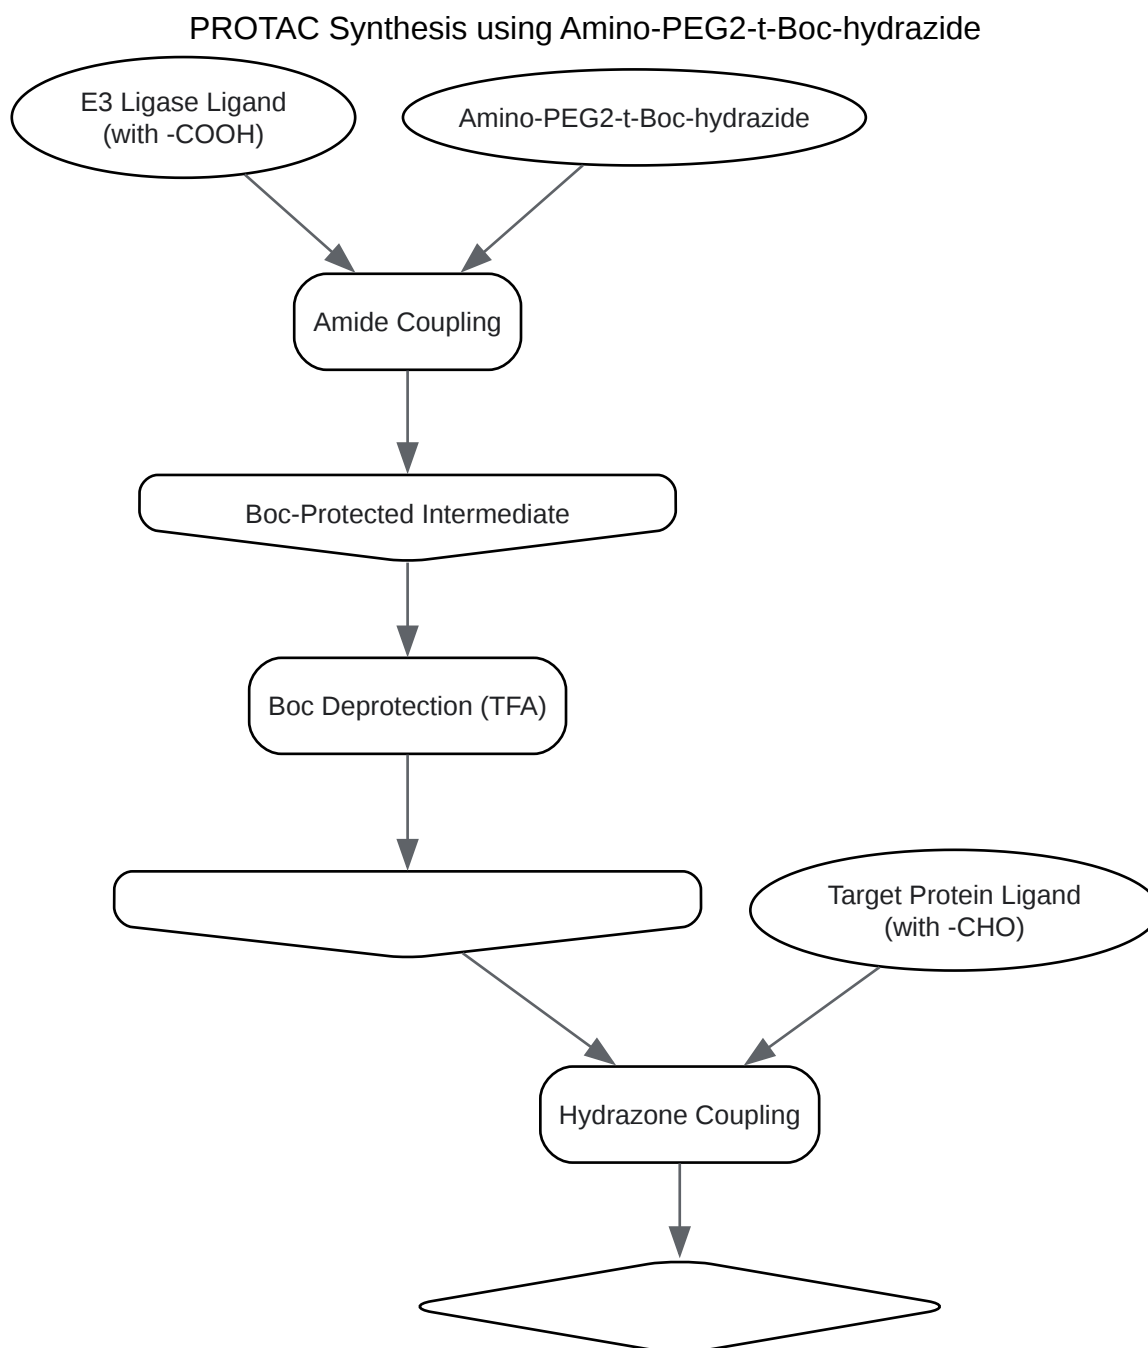 PROTAC Synthesis using Amino-PEG2-t-Boc-hydrazide
E3 Ligase Ligand
(with -COOH)
Amino-PEG2-t-Boc-hydrazide
Amide Coupling
Boc-Protected Intermediate
Boc Deprotection (TFA)
Target Protein Ligand
(with -CHO)
Hydrazone Coupling